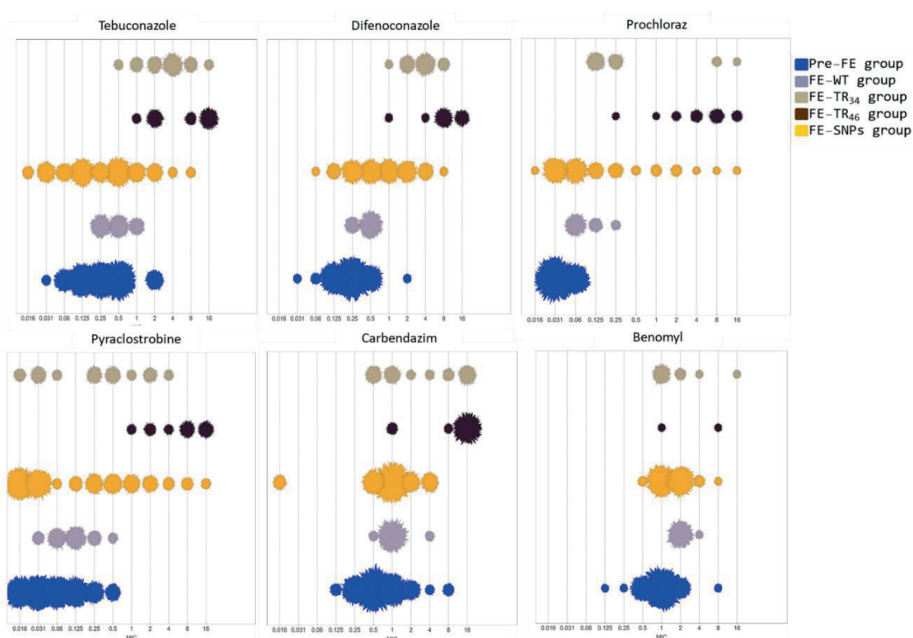 Tebuconazole
Difenoconazole
Prochloraz
Pre-FE group
FE-WT group
FE-TR34 group
FE-TR46 group
FE-SNPs group
0.016 0.031 0.06 0.125 0.25 0.5 1 2 4 8 16
0.016 0.031 0.06 0.125 0.25 0.5 1 2 4 8 16
0.016 0.031 0.06 0.125 0.25 0.5 1 2 4 8 16
Pyraclostrobine
Carbendazim
Benomyl
0.016 0.031 0.06 0.125 0.25 0.5 1 2 4 8 16
0.016 0.031 0.06 0.125 0.25 0.5 1 2 4 8 16
0.016 0.031 0.06 0.125 0.25 0.5 1 2 4 8 16